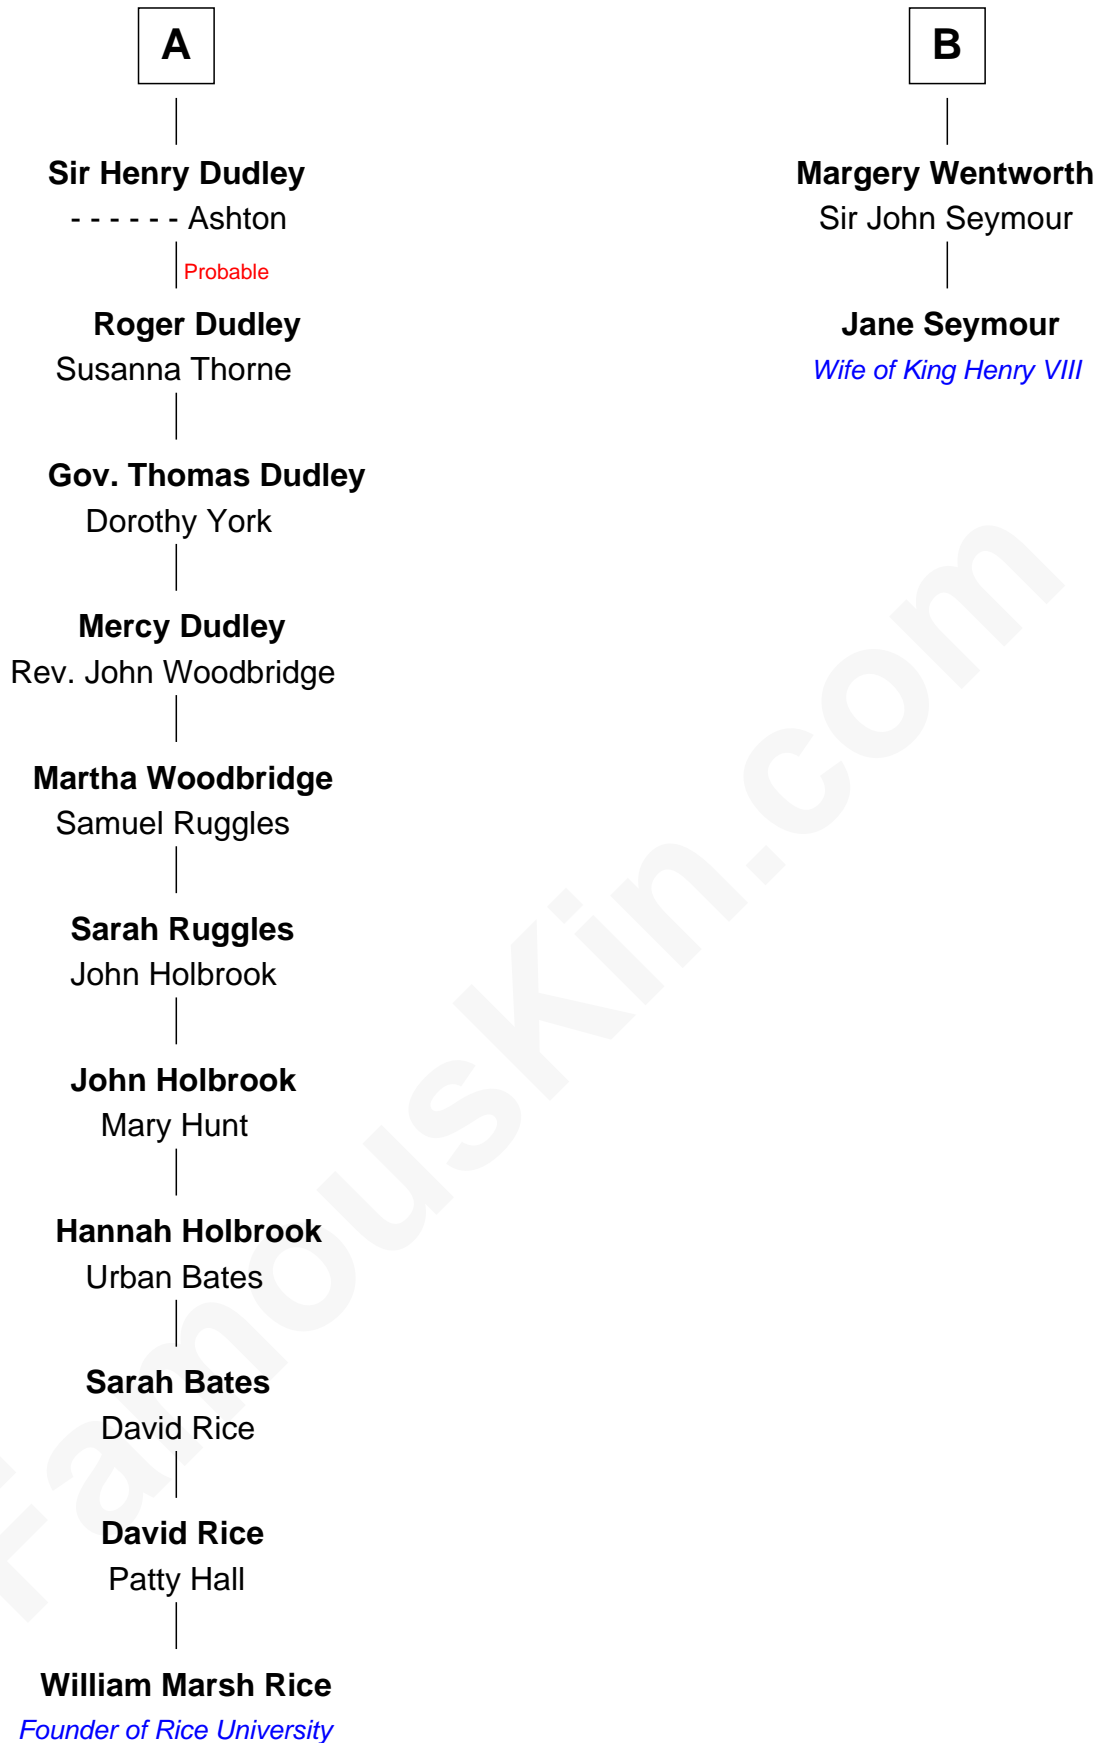 A
Sir Henry Dudley
- - - - - - Ashton
Probable
Roger Dudley
Susanna Thorne
Gov. Thomas Dudley
Dorothy York
Mercy Dudley
Rev. John Woodbridge
Martha Woodbridge
Samuel Ruggles
Sarah Ruggles
John Holbrook
John Holbrook
Mary Hunt
Hannah Holbrook
Urban Bates
Sarah Bates
David Rice
David Rice
Patty Hall
William Marsh Rice
Founder of Rice University
B
Margery Wentworth
Sir John Seymour
Jane Seymour
Wife of King Henry VIII
FamousKin.com